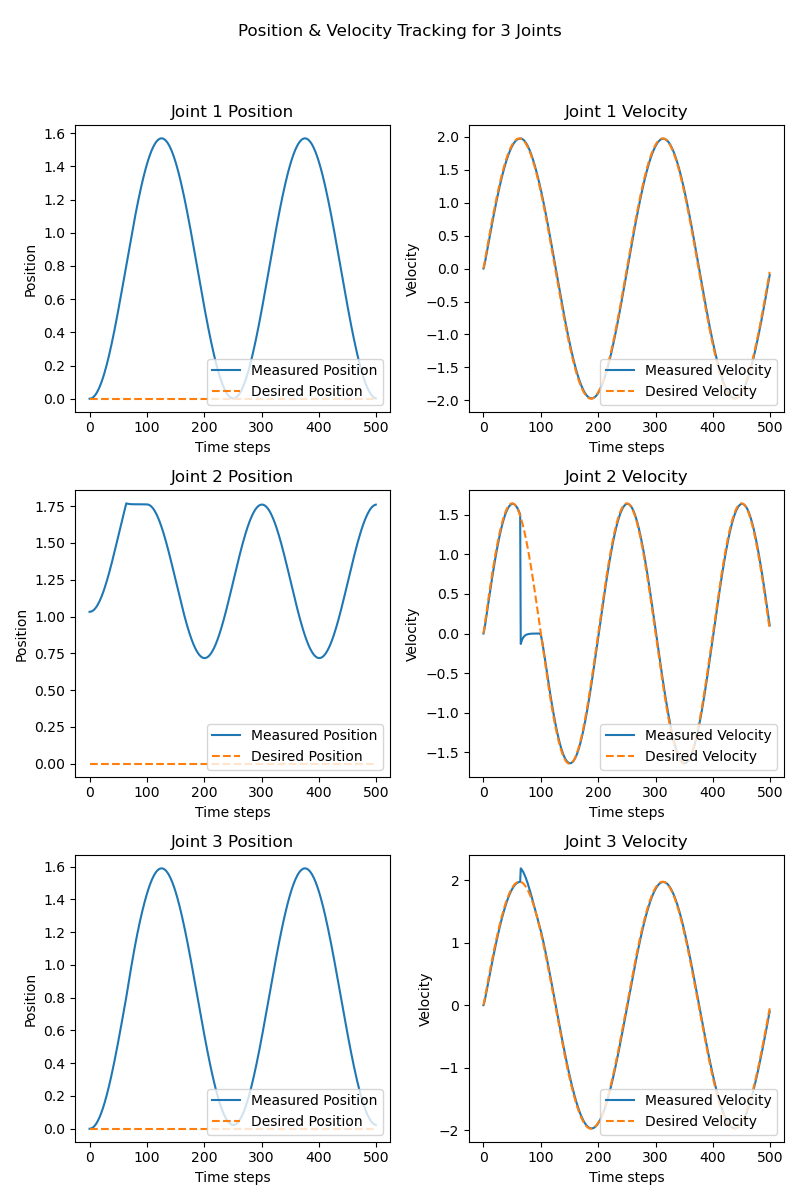 Position & Velocity Tracking for 3 Joints
Joint 1 Position
1.6
1.4
1.2
1.0
0.8
0.6
0.4
0.2
0.0
Position
Measured Position
Desired Position
0 100 200 300 400 500
Time steps
Joint 1 Velocity
2.0
1.5
1.0
0.5
0.0
−0.5
−1.0
−1.5
−2.0
Velocity
Measured Velocity
Desired Velocity
0 100 200 300 400 500
Time steps
Joint 2 Position
1.75
1.50
1.25
1.00
0.75
0.50
0.25
0.00
Position
Measured Position
Desired Position
0 100 200 300 400 500
Time steps
Joint 2 Velocity
1.5
1.0
0.5
0.0
−0.5
−1.0
−1.5
Velocity
Measured Velocity
Desired Velocity
0 100 200 300 400 500
Time steps
Joint 3 Position
1.6
1.4
1.2
1.0
0.8
0.6
0.4
0.2
0.0
Position
Measured Position
Desired Position
0 100 200 300 400 500
Time steps
Joint 3 Velocity
2
1
0
−1
−2
Velocity
Measured Velocity
Desired Velocity
0 100 200 300 400 500
Time steps